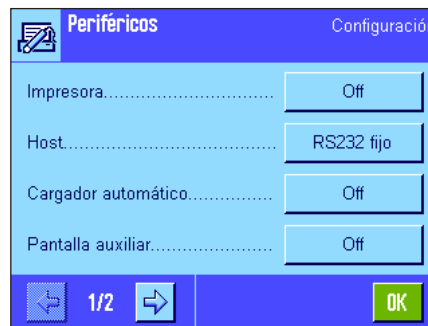 Periféricos
Configuració
Impresora.............................. Off
Host..................................... RS232 fijo
Cargador automático............... Off
Pantalla auxiliar...................... Off
1/2 OK